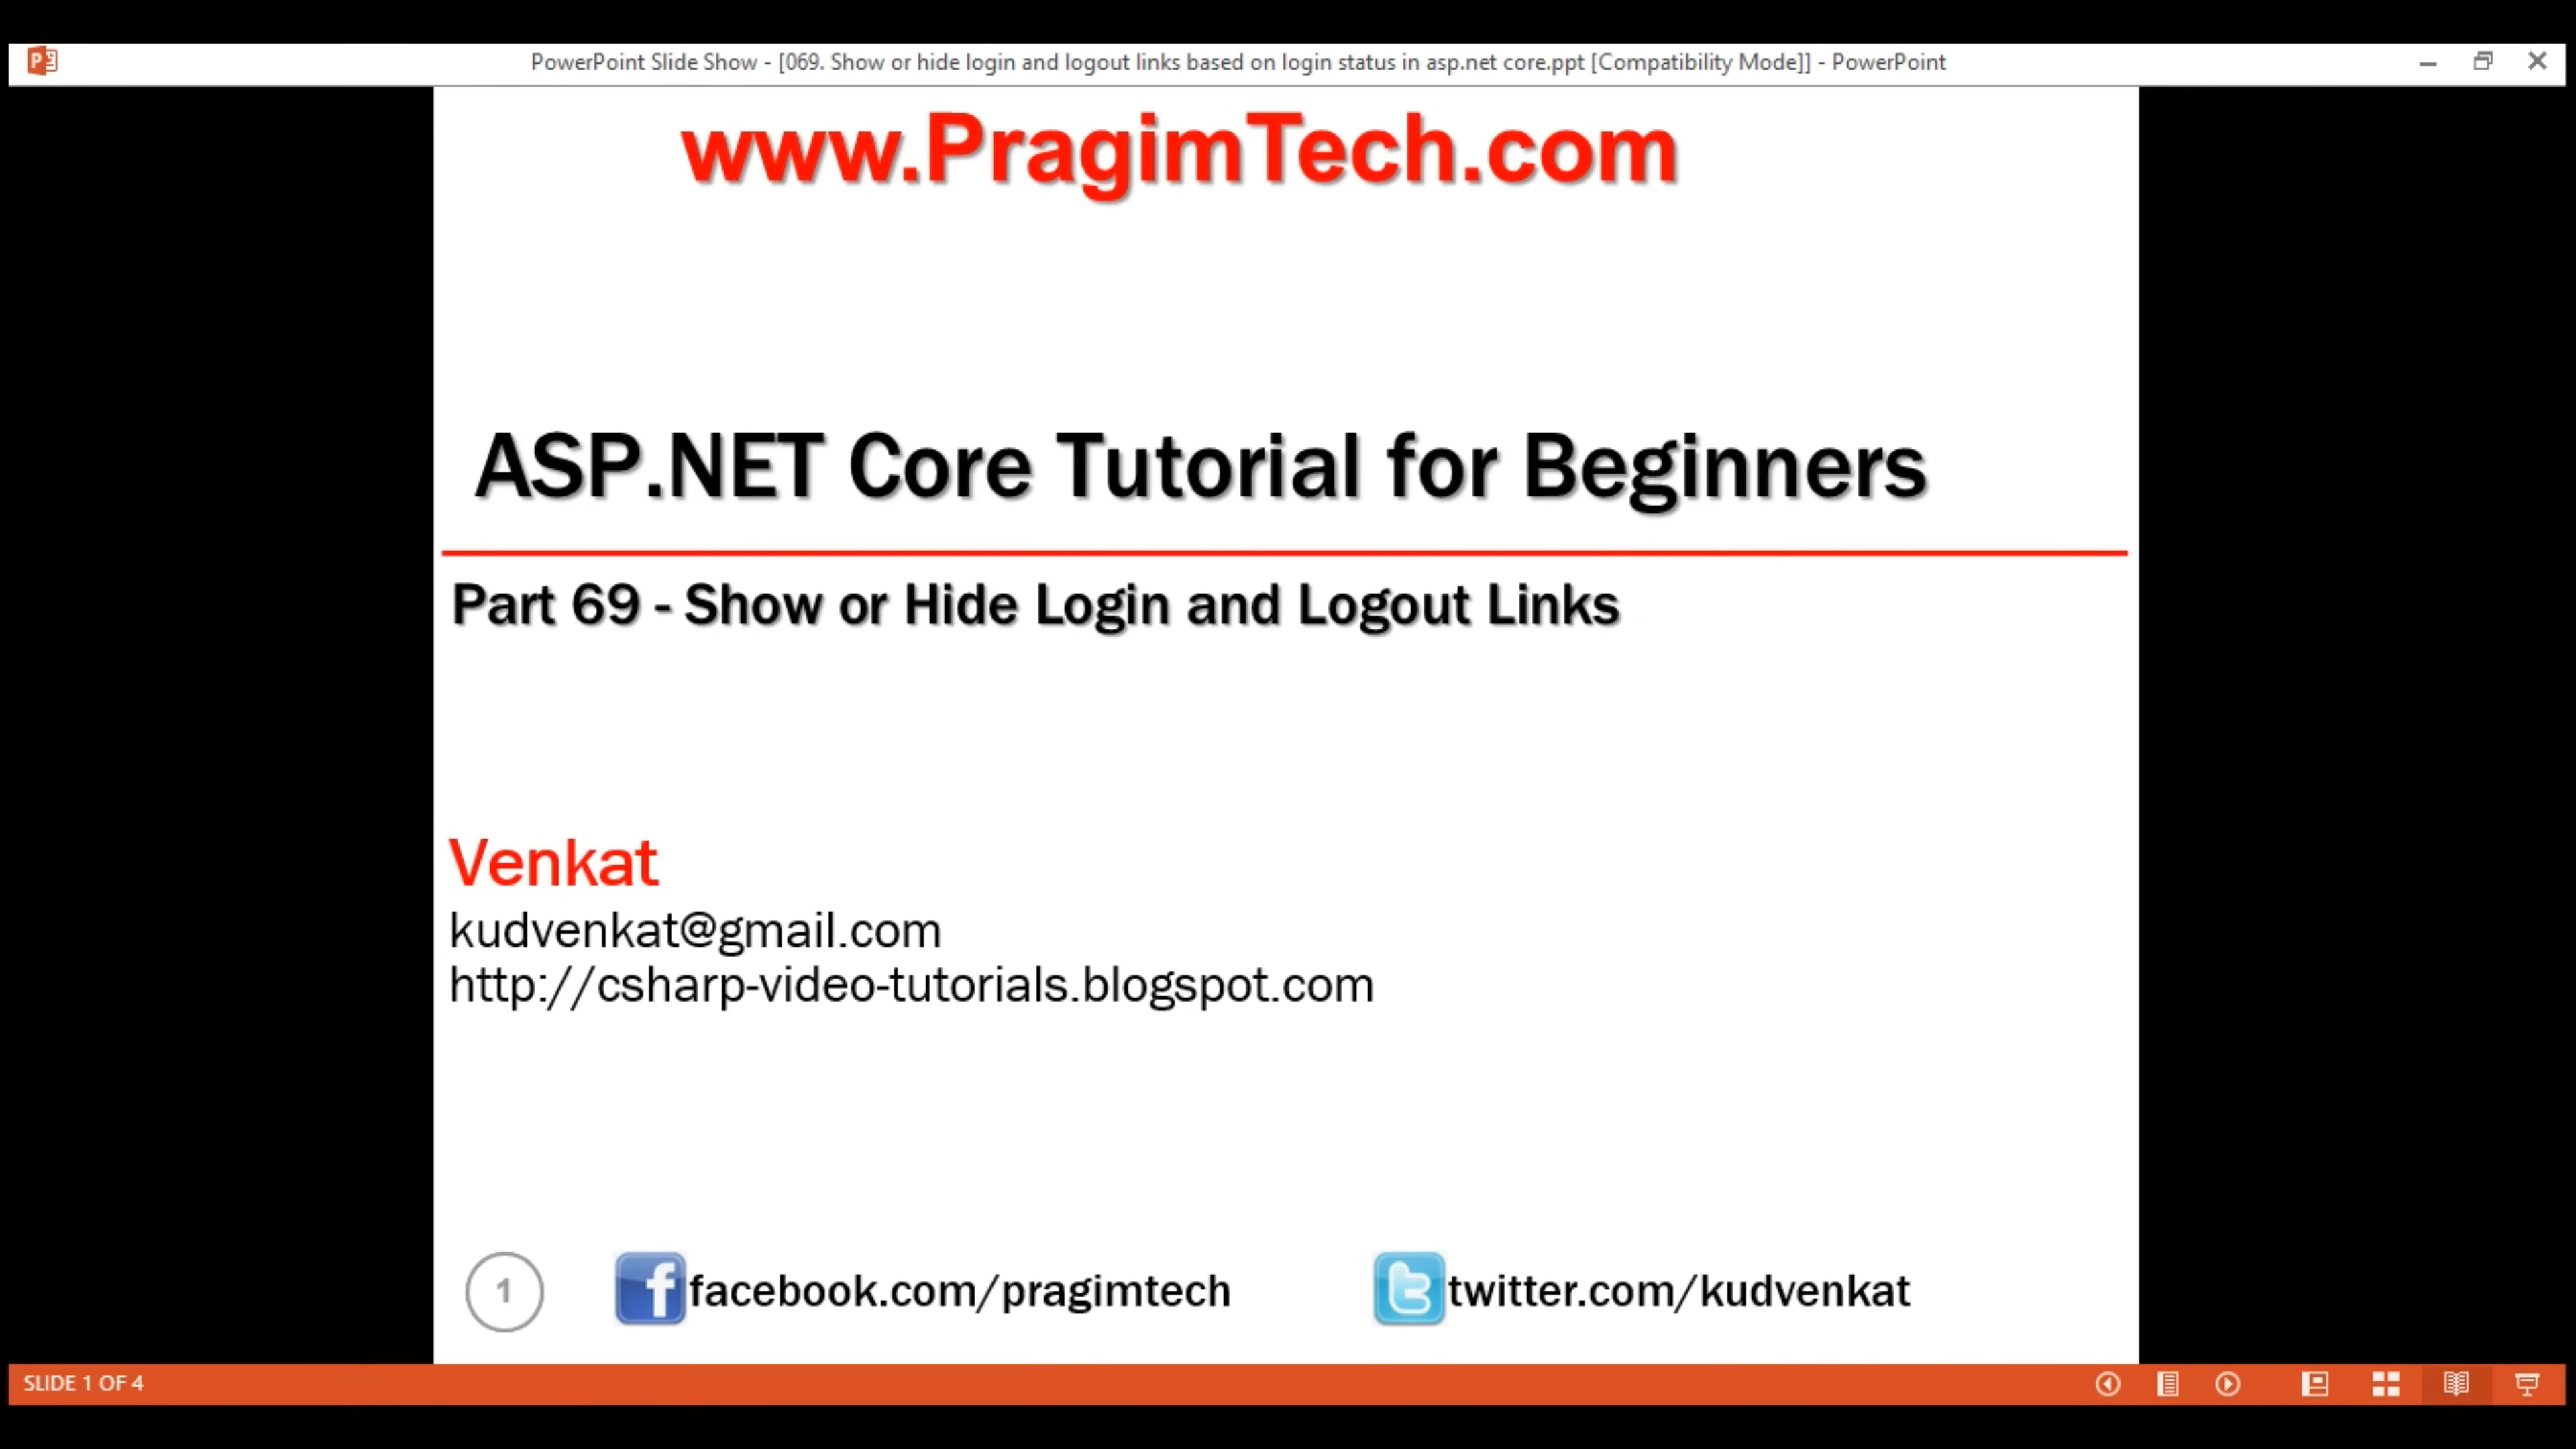 PowerPoint Slide Show - [069. Show or hide login and logout links based on login status in asp.net core.ppt [Compatibility Mode]] - PowerPoint
www.PragimTech.com
ASP.NET Core Tutorial for Beginners
Part 69 - Show or Hide Login and Logout Links
Venkat
kudvenkat@gmail.com
http://csharp-video-tutorials.blogspot.com
1
facebook.com/pragimtech
twitter.com/kudvenkat
SLIDE 1 OF 4